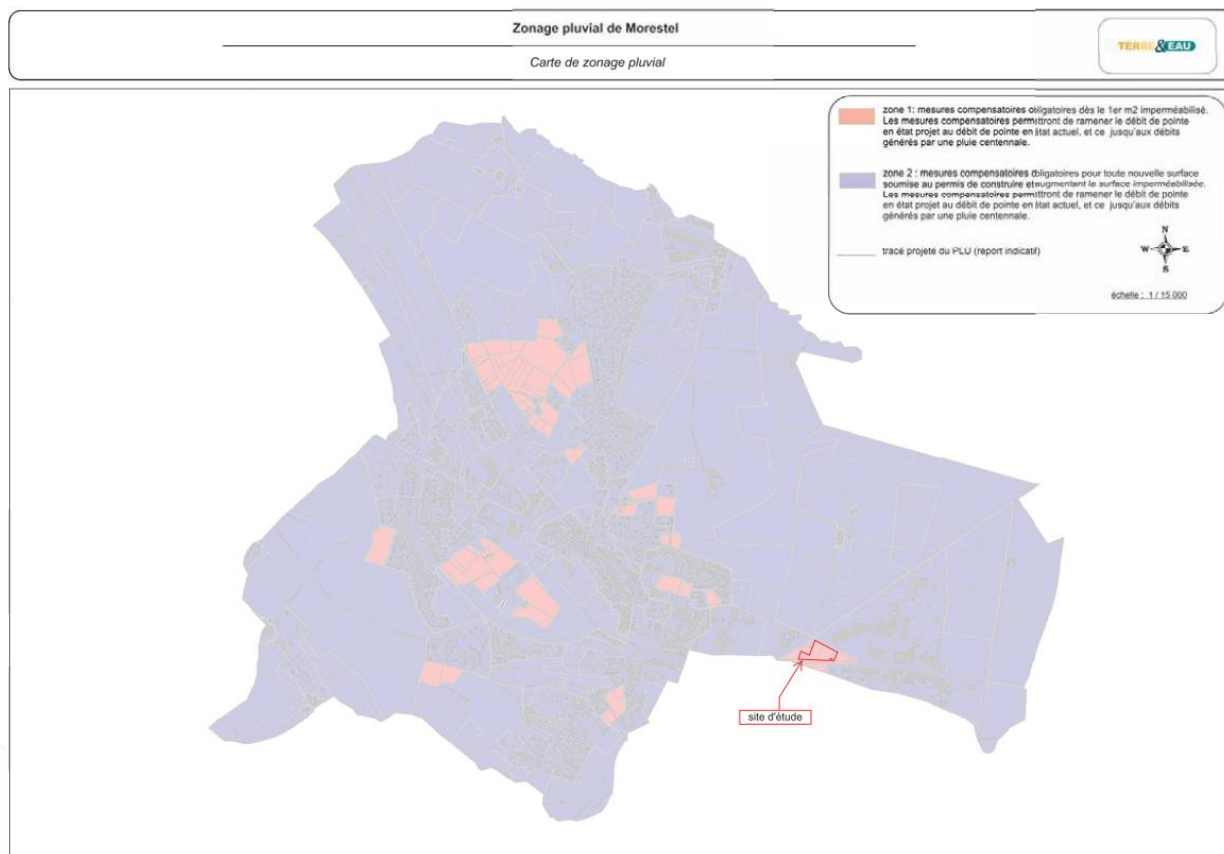 Zonage pluvial de Morestel
Carte de zonage pluvial
TERRE&EAU
zone 1: mesures compensatoires obligatoires dès le 1er m2 imperméabilisé.
Les mesures compensatoires permittront de ramener le débit de pointe
en état projet au débit de pointe en état actuel, et ce jusqu'aux débits
générés par une pluie centennale.
zone 2 : mesures compensatoires obligatoires pour toute nouvelle surface
soumise au permis de construire et augmentant la surface imperméabilisée.
Les mesures compensatoires permittront de ramener le débit de pointe
en état projet au débit de pointe en état actuel, et ce jusqu'aux débits
générés par une pluie centennale.
tracé projeté du PLU (report indicatif)
N
W E
S
échelle : 1 / 15 000
site d'étude